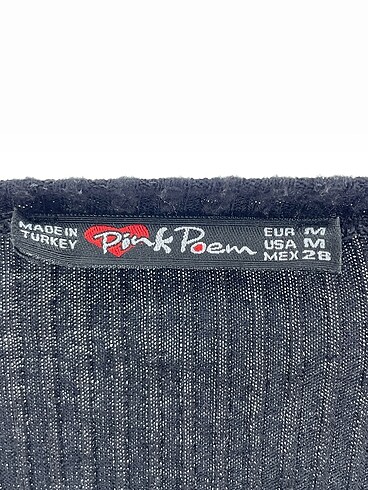 MADE IN
TURKEY
Pink Poem
EUR M
USA M
MEX 28